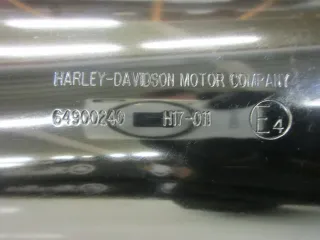 HARLEY-DAVIDSON MOTOR COMPANY
64900240 H17-011 E4